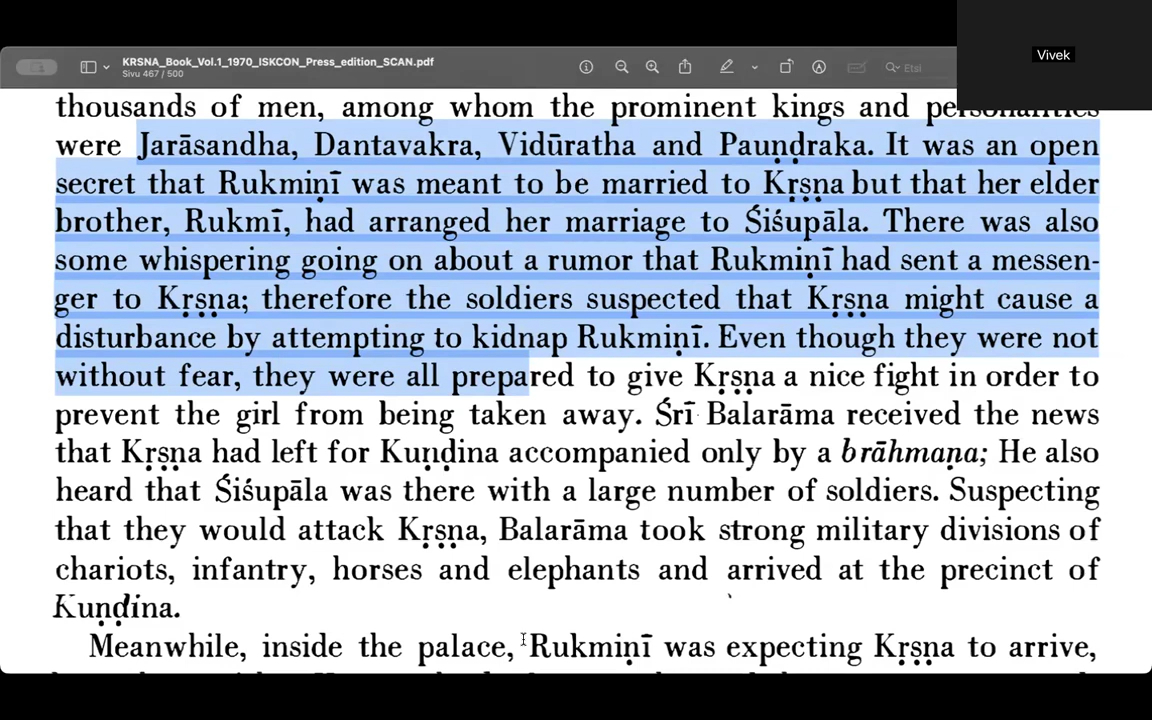 KRSNA_Book_Vol.1_1970_ISKCON_Press_edition_SCAN.pdf
Sivu 467 / 500
Etsi
Vivek
thousands of men, among whom the prominent kings and personalities
were Jarāsandha, Dantavakra, Vidūratha and Pauṇḍraka. It was an open
secret that Rukmiṇī was meant to be married to Kṛṣṇa but that her elder
brother, Rukmī, had arranged her marriage to Śiśupāla. There was also
some whispering going on about a rumor that Rukmiṇī had sent a messen-
ger to Kṛṣṇa; therefore the soldiers suspected that Kṛṣṇa might cause a
disturbance by attempting to kidnap Rukmiṇī. Even though they were not
without fear, they were all prepared to give Kṛṣṇa a nice fight in order to
prevent the girl from being taken away. Śrī Balarāma received the news
that Kṛṣṇa had left for Kuṇḍina accompanied only by a brāhmaṇa; He also
heard that Śiśupāla was there with a large number of soldiers. Suspecting
that they would attack Kṛṣṇa, Balarāma took strong military divisions of
chariots, infantry, horses and elephants and arrived at the precinct of
Kuṇḍina.
Meanwhile, inside the palace, Rukmiṇī was expecting Kṛṣṇa to arrive,